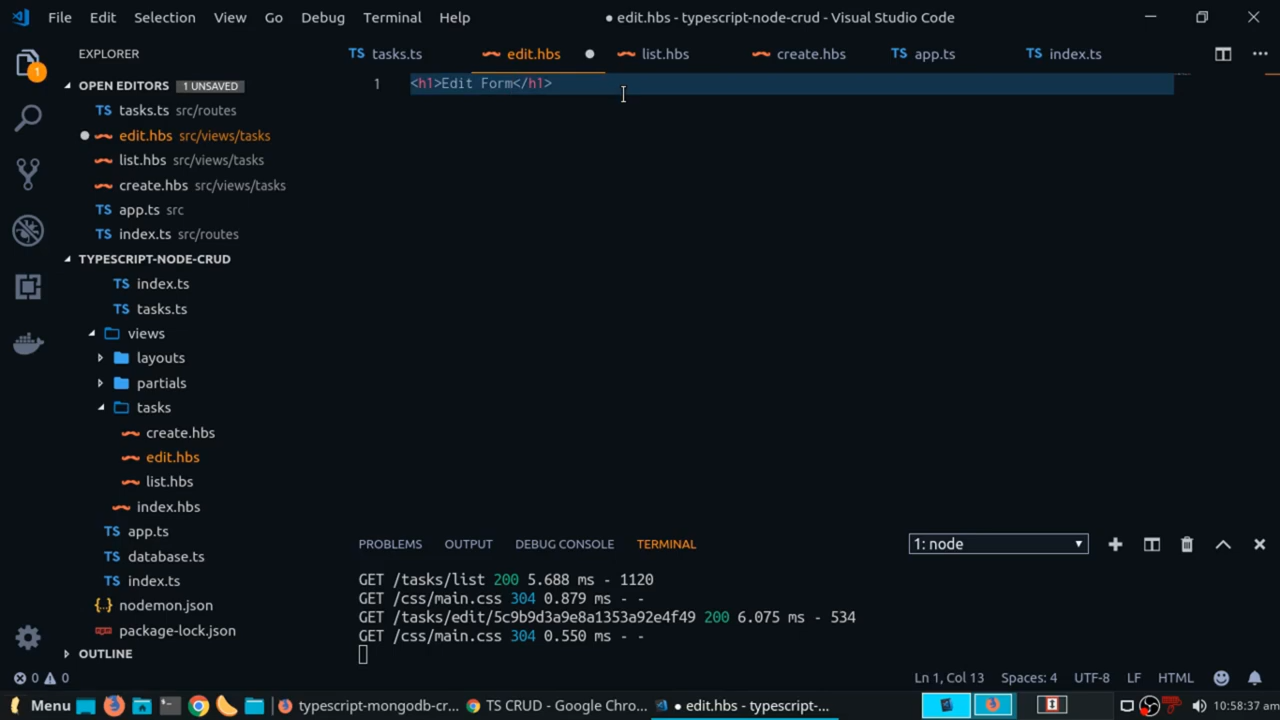 File Edit Selection View Go Debug Terminal Help
● edit.hbs - typescript-node-crud - Visual Studio Code
EXPLORER
TS tasks.ts
edit.hbs
list.hbs
create.hbs
TS app.ts
TS index.ts
1
OPEN EDITORS 1 UNSAVED
TS tasks.ts src/routes
edit.hbs src/views/tasks
list.hbs src/views/tasks
create.hbs src/views/tasks
TS app.ts src
TS index.ts src/routes
TYPESCRIPT-NODE-CRUD
TS index.ts
TS tasks.ts
views
layouts
partials
tasks
create.hbs
edit.hbs
list.hbs
index.hbs
TS app.ts
TS database.ts
TS index.ts
{..} nodemon.json
package-lock.json
OUTLINE
1 <h1>Edit Form</h1>
PROBLEMS OUTPUT DEBUG CONSOLE TERMINAL
1: node
GET /tasks/list 200 5.688 ms - 1120
GET /css/main.css 304 0.879 ms - -
GET /tasks/edit/5c9b9d3a9e8a1353a92e4f49 200 6.075 ms - 534
GET /css/main.css 304 0.550 ms - -
0 0
Ln 1, Col 13 Spaces: 4 UTF-8 LF HTML
Menu
typescript-mongodb-cr...
TS CRUD - Google Chro...
● edit.hbs - typescript-...
10:58:37 am